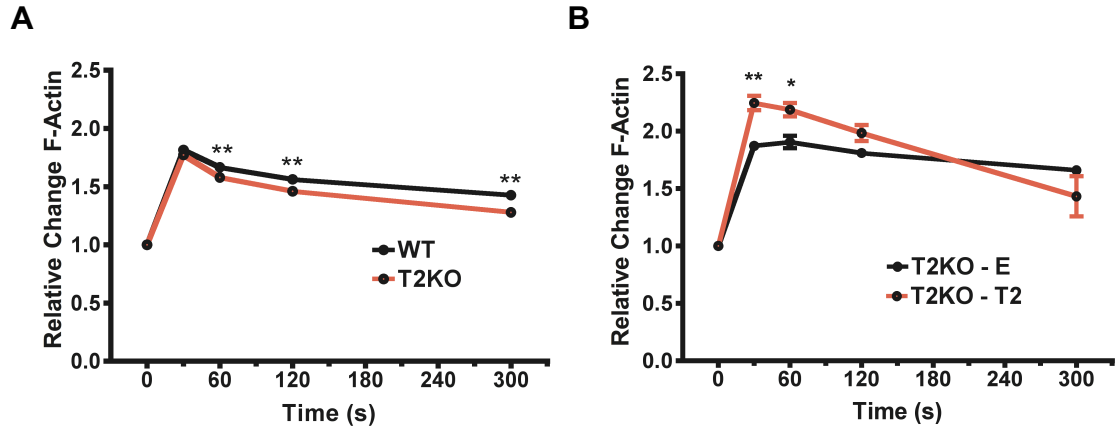 A
Relative Change F-Actin
2.5
2.0
1.5
1.0
0.5
0.0
**
**
**
WT
T2KO
0 60 120 180 240 300
Time (s)
B
Relative Change F-Actin
2.5
2.0
1.5
1.0
0.5
0.0
** *
T2KO - E
T2KO - T2
0 60 120 180 240 300
Time (s)